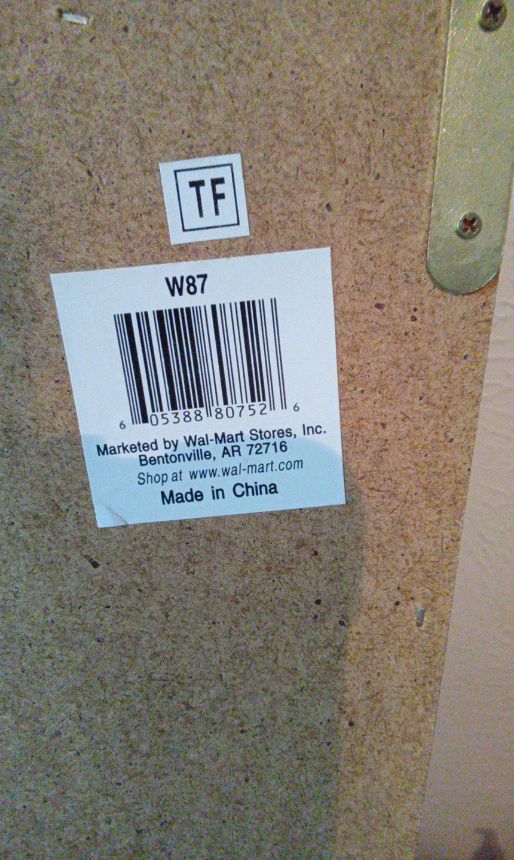 TF
W87
6 05388 80752 6
Marketed by Wal-Mart Stores, Inc.
Bentonville, AR 72716
Shop at www.wal-mart.com
Made in China